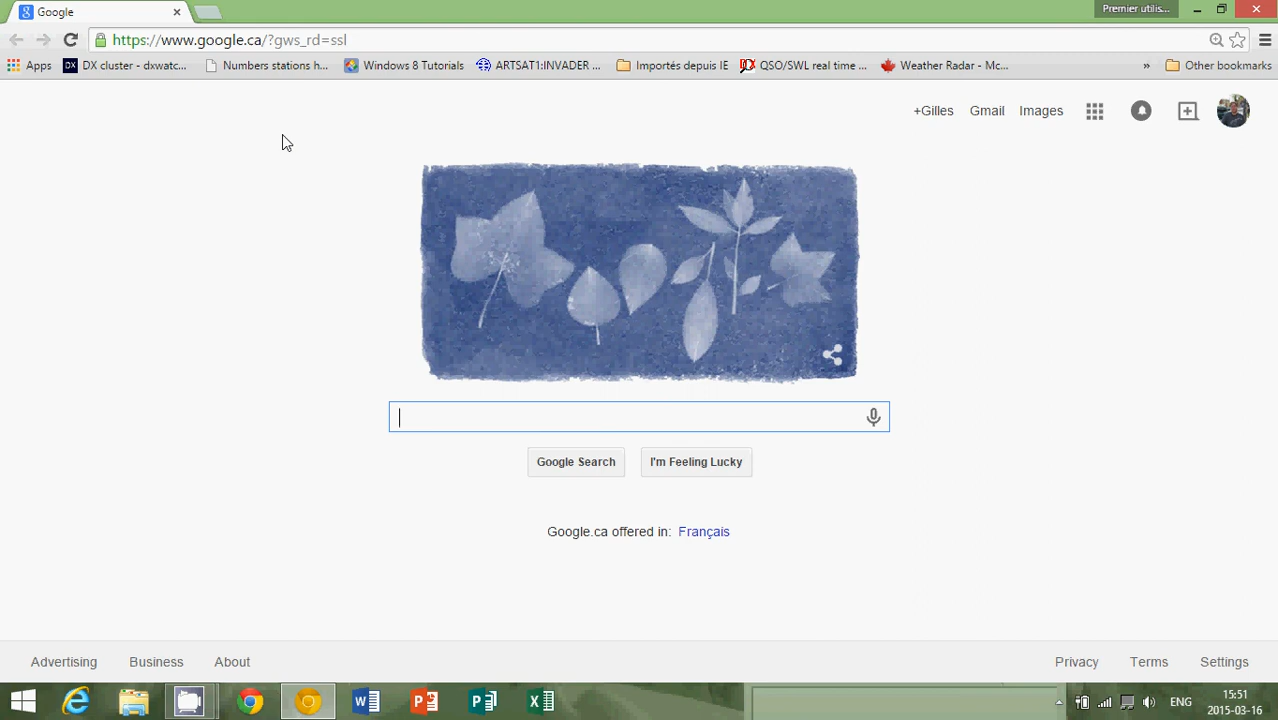 Google
Premier utilis...
https://www.google.ca/?gws_rd=ssl
Apps DX cluster - dxwatc... Numbers stations h... Windows 8 Tutorials ARTSAT1:INVADER ... Importés depuis IE QSO/SWL real time ... Weather Radar - Mc... » Other bookmarks
+Gilles Gmail Images
Google Search I'm Feeling Lucky
Google.ca offered in: Français
Advertising Business About Privacy Terms Settings
ENG 15:51
2015-03-16